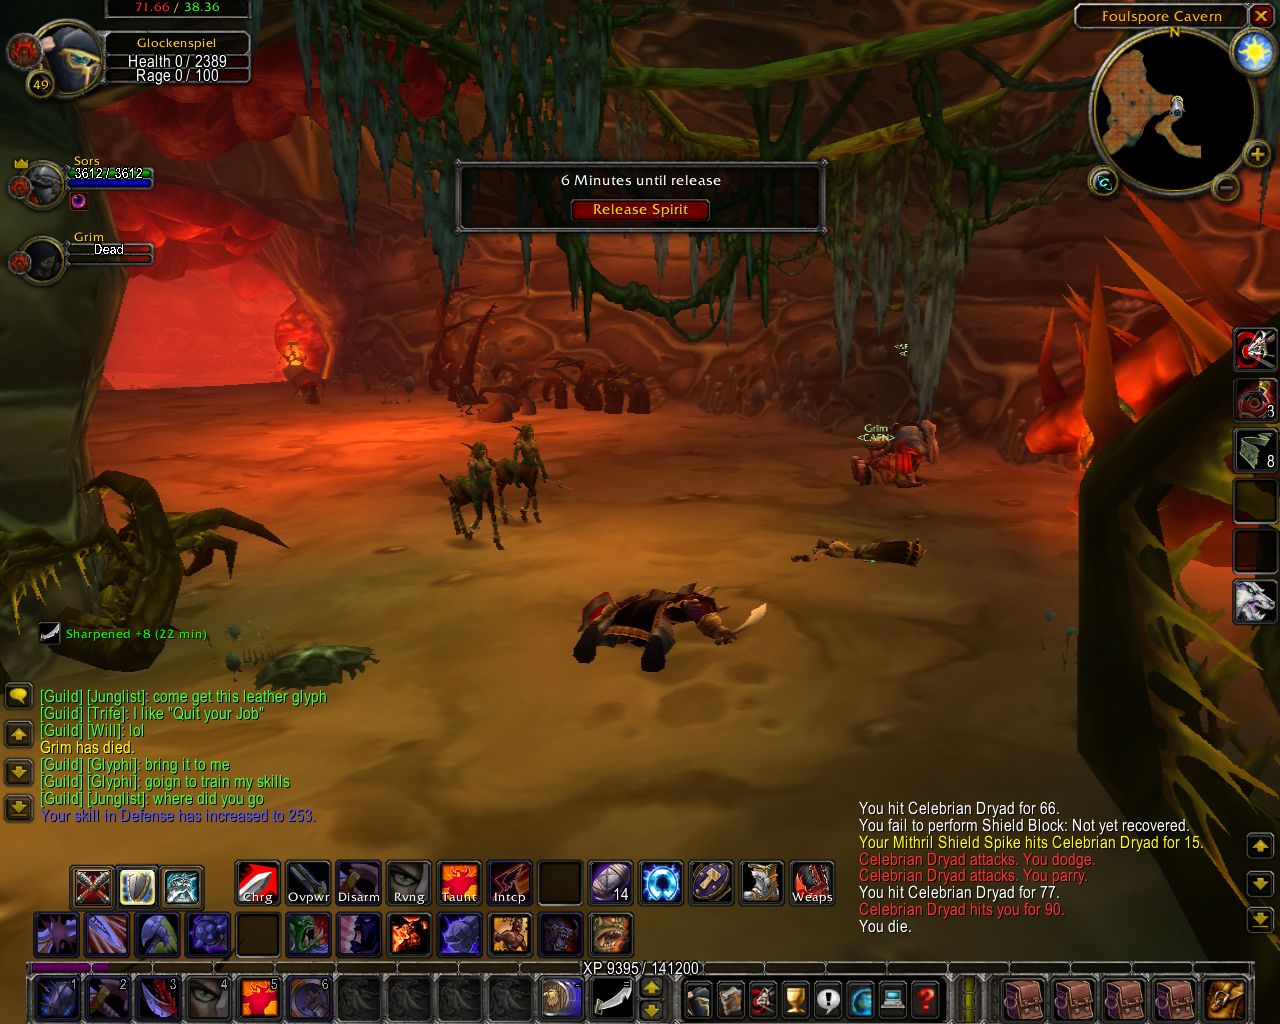 71.66 / 38.36
Glockenspiel
Health 0 / 2389
Rage 0 / 100
49
Foulspore Cavern
N
Sors
3612 / 3612
Grim
Dead
6 Minutes until release
Release Spirit
Grim
<CAFN>
3
8
Sharpened +8 (22 min)
[Guild] [Junglist]: come get this leather glyph
[Guild] [Trife]: I like "Quit your Job"
[Guild] [Will]: lol
Grim has died.
[Guild] [Glyphi]: bring it to me
[Guild] [Glyphi]: goign to train my skills
[Guild] [Junglist]: where did you go
Your skill in Defense has increased to 253.
You hit Celebrian Dryad for 66.
You fail to perform Shield Block: Not yet recovered.
Your Mithril Shield Spike hits Celebrian Dryad for 15.
Celebrian Dryad attacks. You dodge.
Celebrian Dryad attacks. You parry.
You hit Celebrian Dryad for 77.
Celebrian Dryad hits you for 90.
You die.
Chrg Ovpwr Disarm Rvng Taunt Intcp 14 Weaps
XP 9395 / 141200
1 2 3 4 5 6 - =